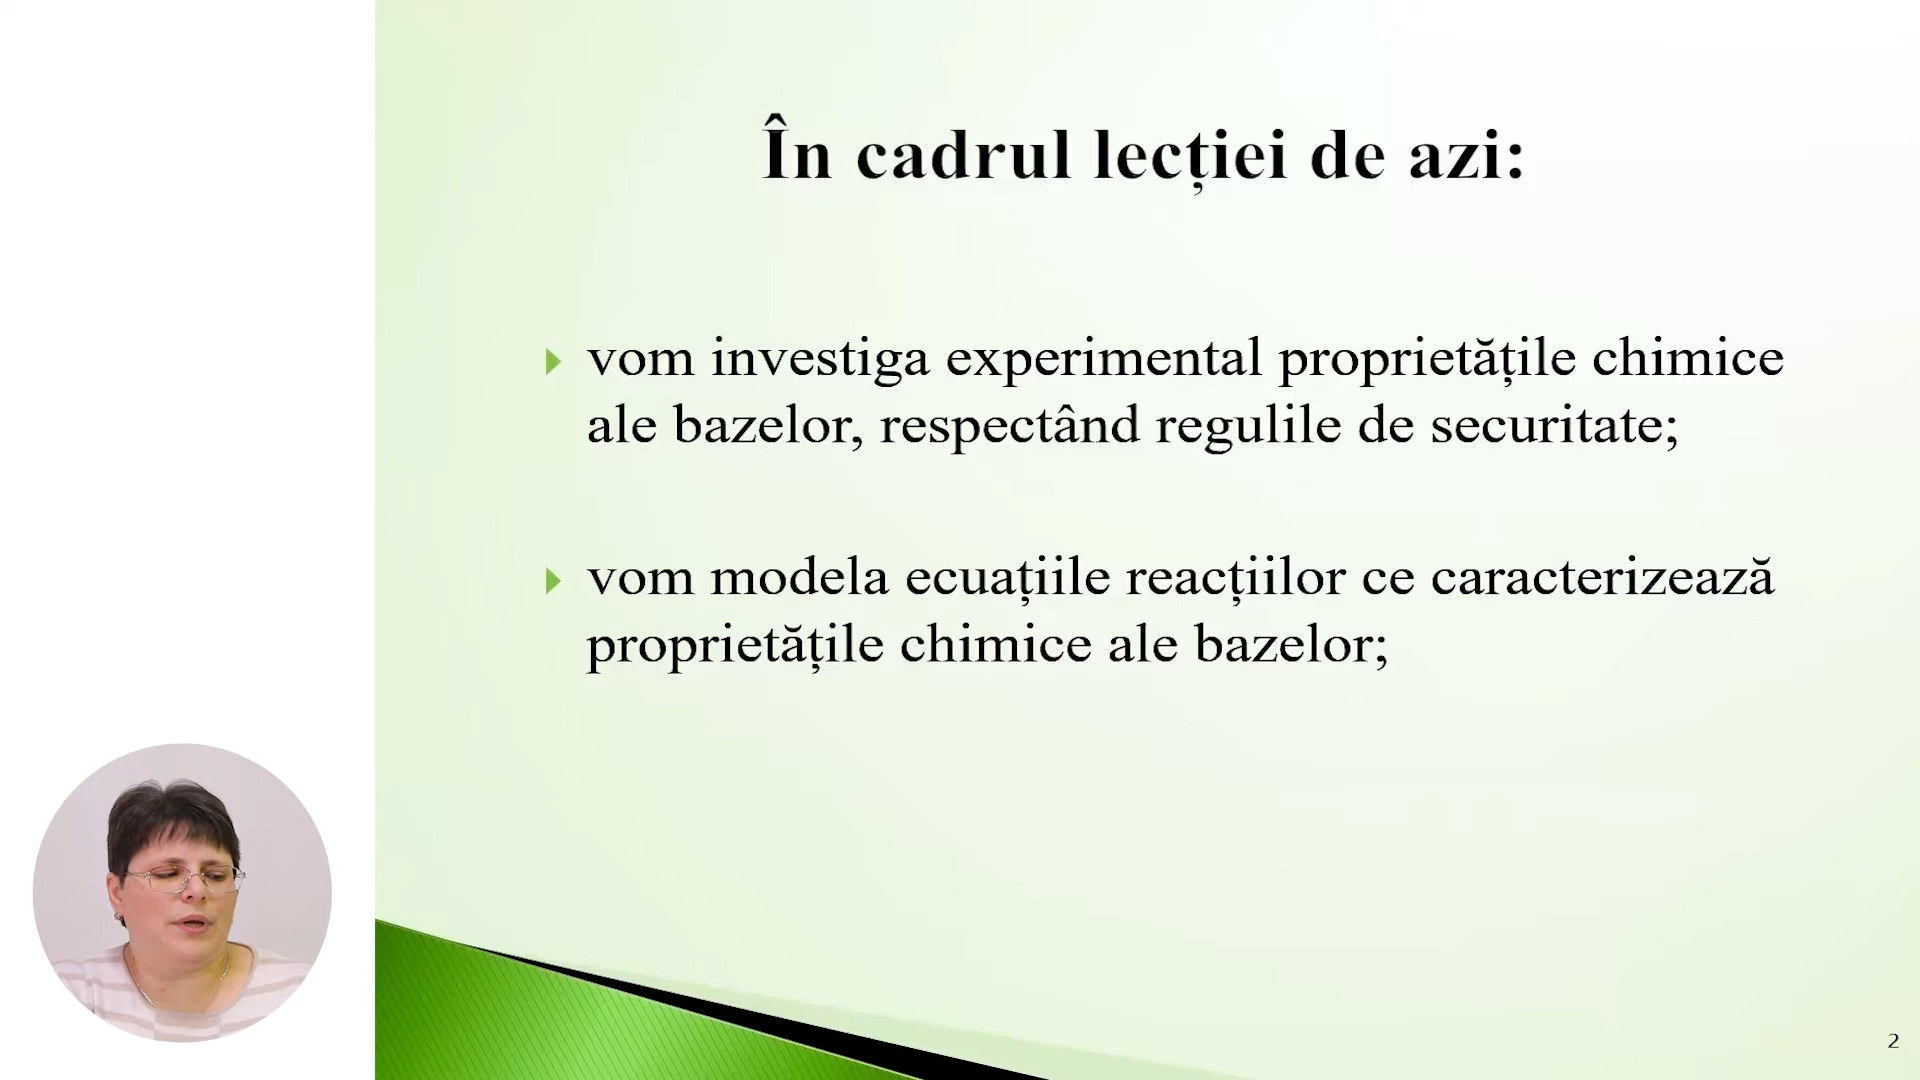 În cadrul lecției de azi:
vom investiga experimental proprietățile chimice
ale bazelor, respectând regulile de securitate;
vom modela ecuațiile reacțiilor ce caracterizează
proprietățile chimice ale bazelor;
2